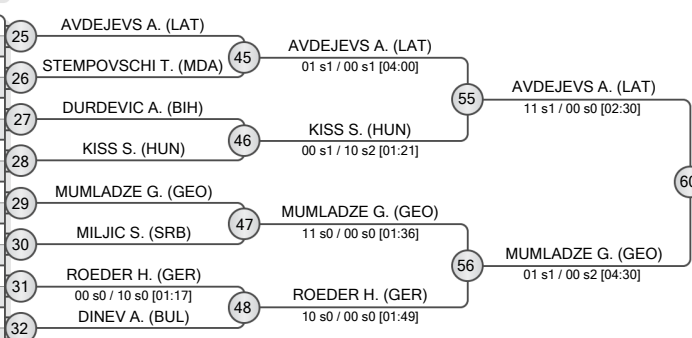 25
AVDEJEVS A. (LAT)
26
STEMPOVSCHI T. (MDA)
45
AVDEJEVS A. (LAT)
01 s1 / 00 s1 [04:00]
27
DURDEVIC A. (BIH)
28
KISS S. (HUN)
46
KISS S. (HUN)
00 s1 / 10 s2 [01:21]
55
AVDEJEVS A. (LAT)
11 s1 / 00 s0 [02:30]
29
MUMLADZE G. (GEO)
30
MILJIC S. (SRB)
47
MUMLADZE G. (GEO)
11 s0 / 00 s0 [01:36]
31
ROEDER H. (GER)
00 s0 / 10 s0 [01:17]
32
DINEV A. (BUL)
48
ROEDER H. (GER)
10 s0 / 00 s0 [01:49]
56
MUMLADZE G. (GEO)
01 s1 / 00 s2 [04:30]
60